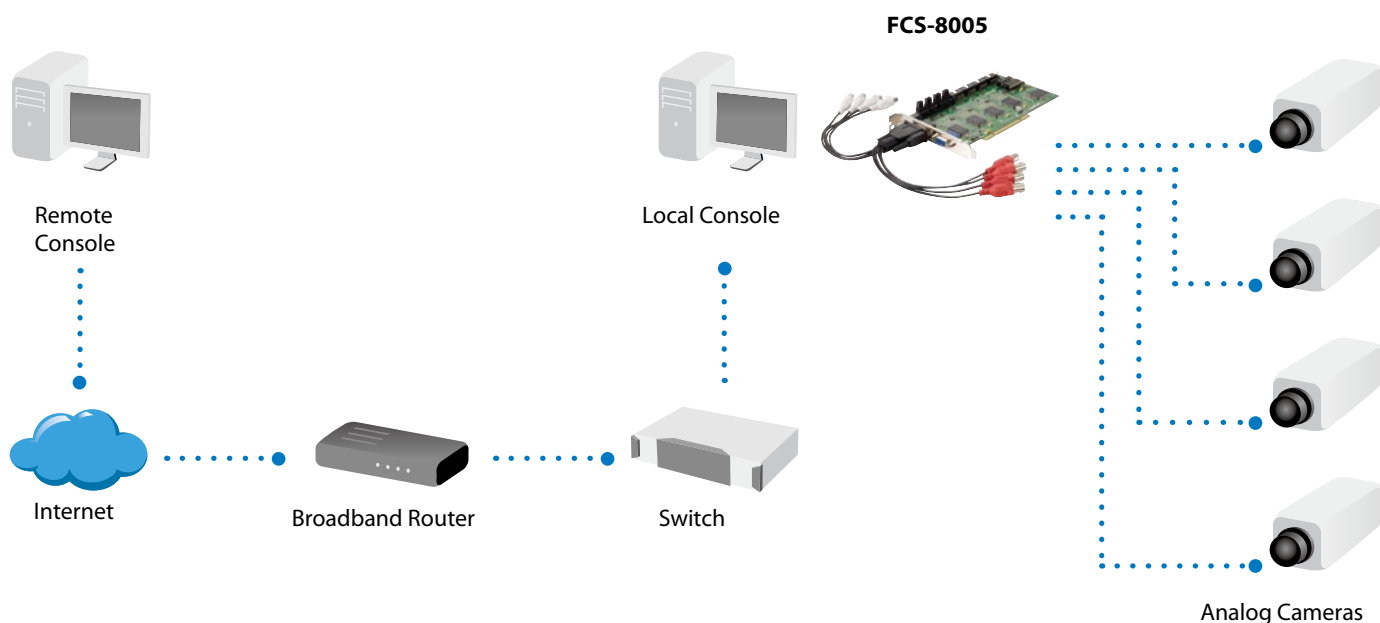 FCS-8005
Remote
Console
Local Console
Internet
Broadband Router
Switch
Analog Cameras